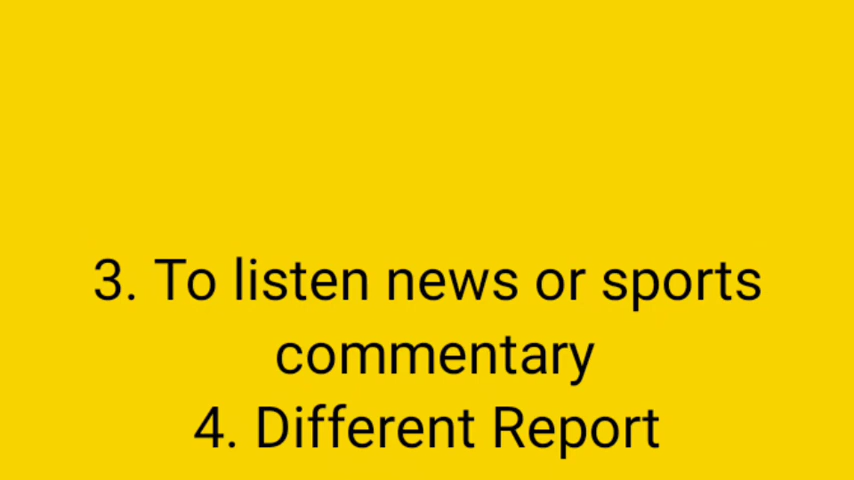 3. To listen news or sports
commentary
4. Different Report